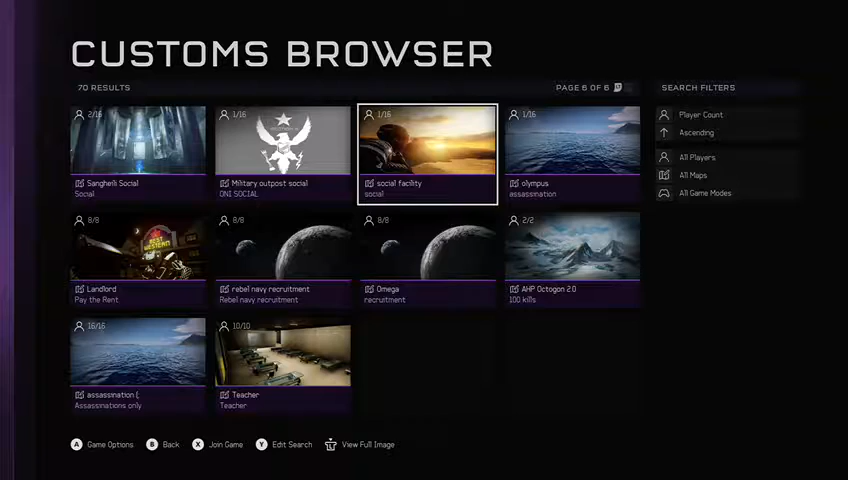 CUSTOMS BROWSER
70 RESULTS
PAGE 6 OF 6
SEARCH FILTERS
2/16
1/16
1/16
1/16
Player Count
Ascending
All Players
All Maps
All Game Modes
Sangheili Social
Social
Military outpost social
ONI SOCIAL
social facility
social
olympus
assassination
8/8
8/8
8/8
2/2
BEST
WESTERN
Landlord
Pay the Rent
rebel navy recruitment
Rebel navy recruitment
Omega
recruitment
AHP Octogon 2.0
100 kills
16/16
10/10
assassination (;
Assassinations only
Teacher
Teacher
A Game Options
B Back
X Join Game
Y Edit Search
View Full Image